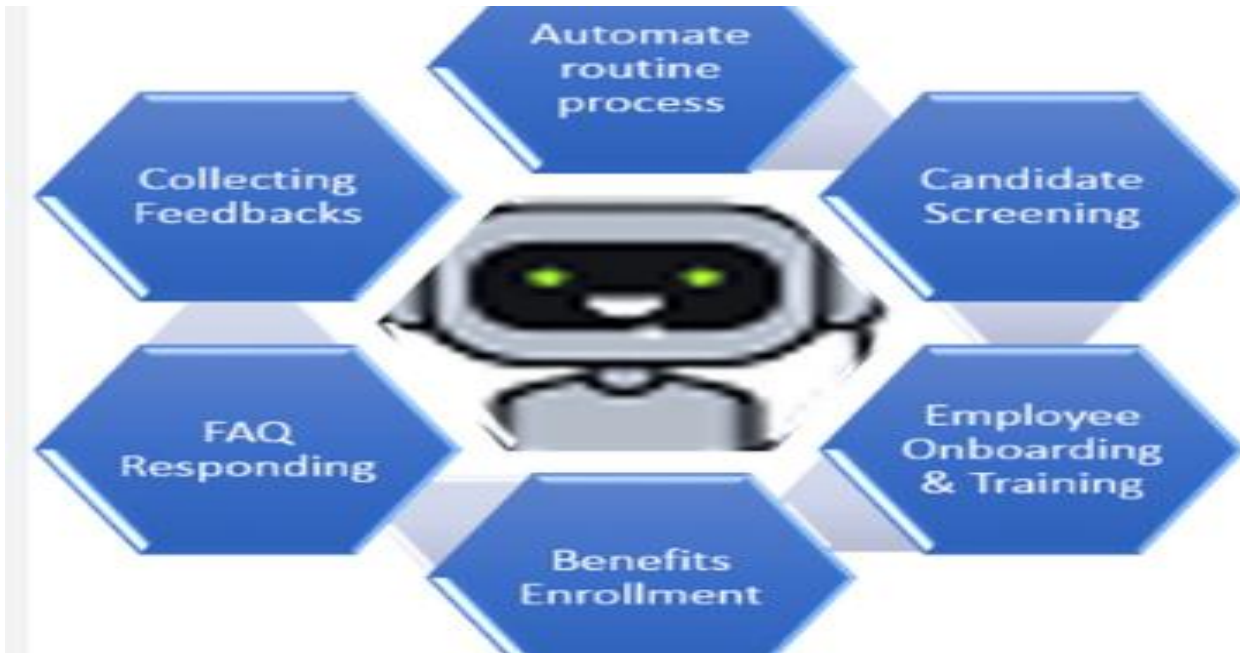 Automate
routine
process
Candidate
Screening
Employee
Onboarding
& Training
Benefits
Enrollment
FAQ
Responding
Collecting
Feedbacks